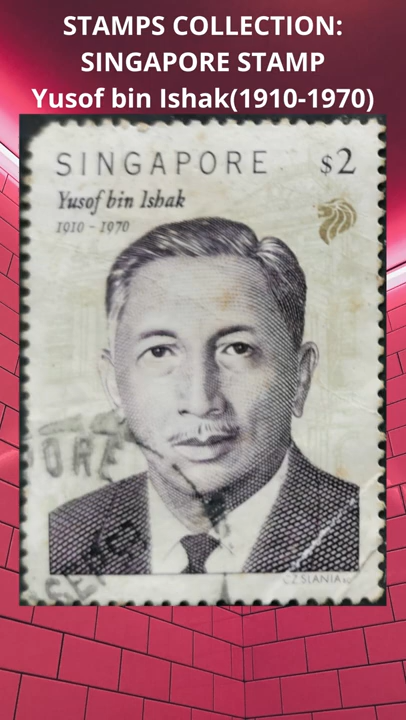 STAMPS COLLECTION:
SINGAPORE STAMP
Yusof bin Ishak(1910-1970)
SINGAPORE $2
Yusof bin Ishak
1910 - 1970
ORE
CZ.SLANIA